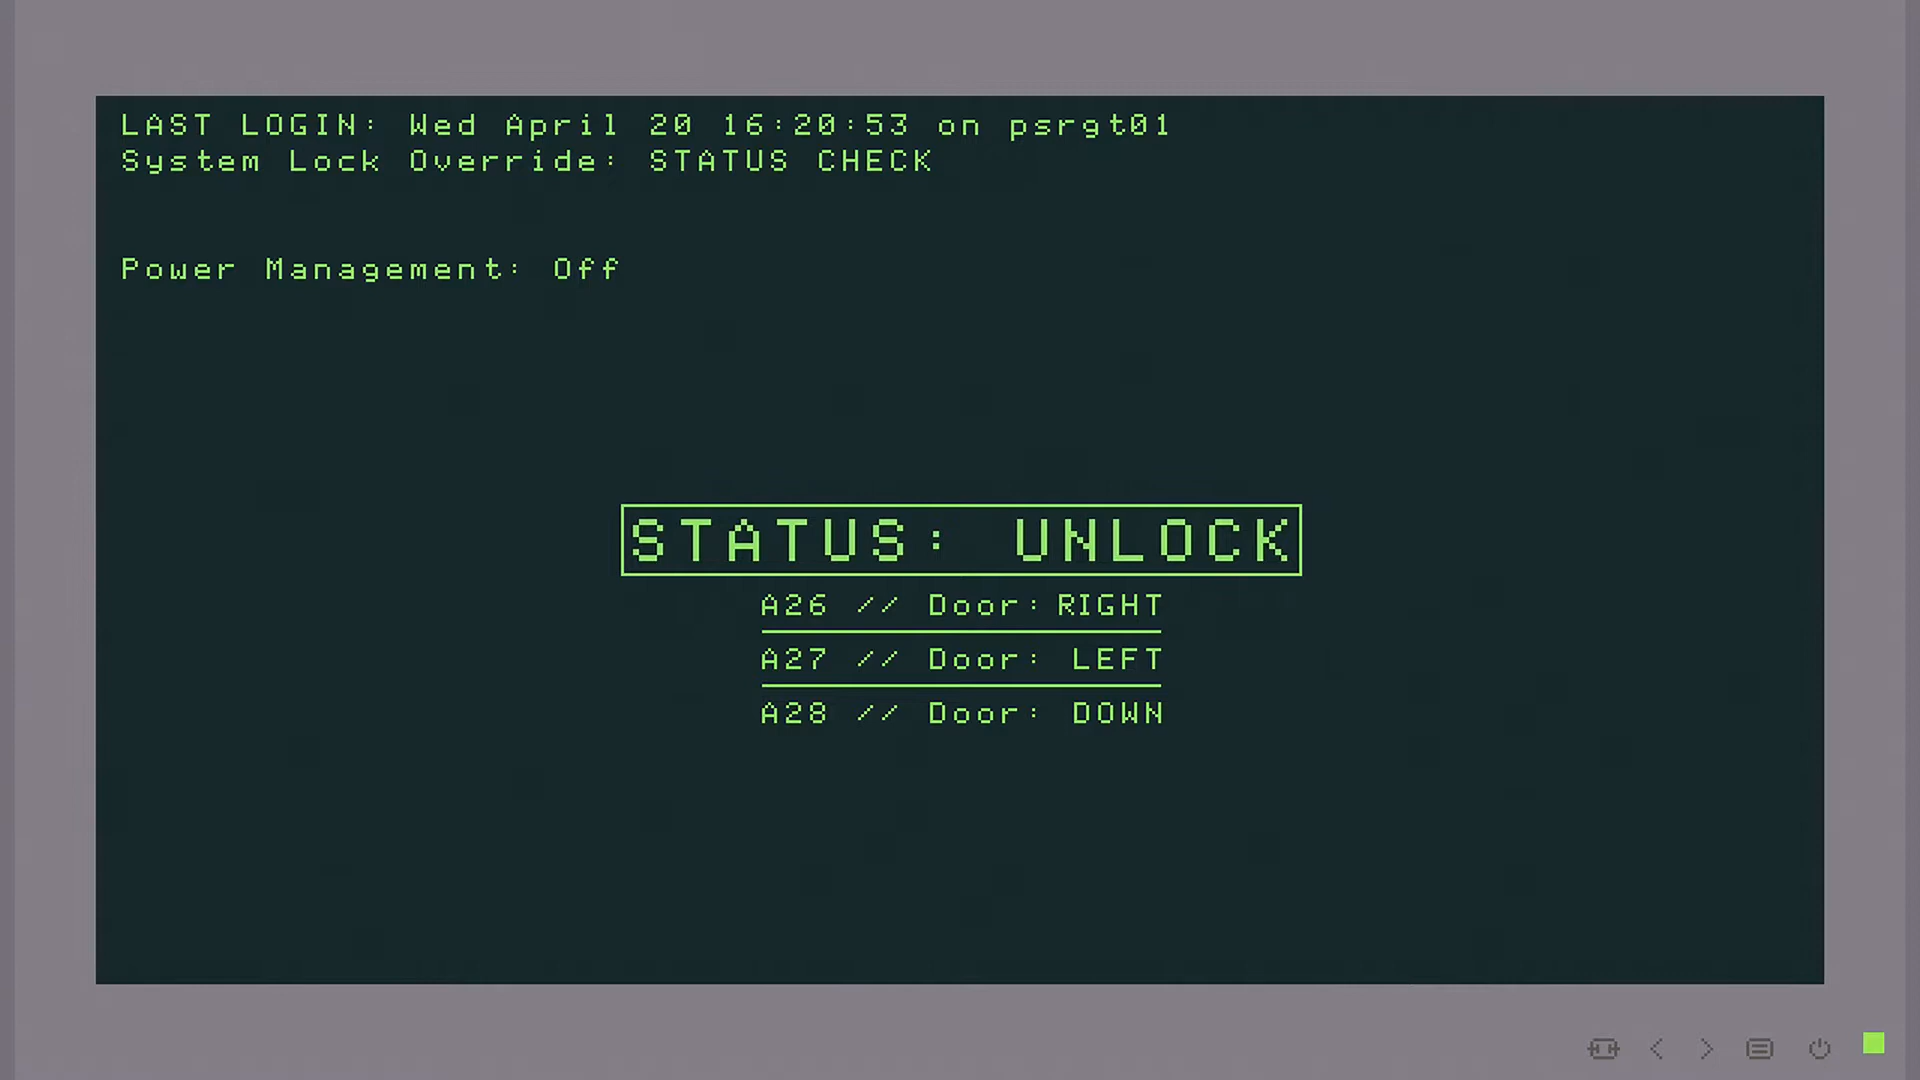 LAST LOGIN: Wed April 20 16:20:53 on psrgt01
System Lock Override: STATUS CHECK
Power Management: Off
STATUS: UNLOCK
A26 // Door: RIGHT
A27 // Door: LEFT
A28 // Door: DOWN